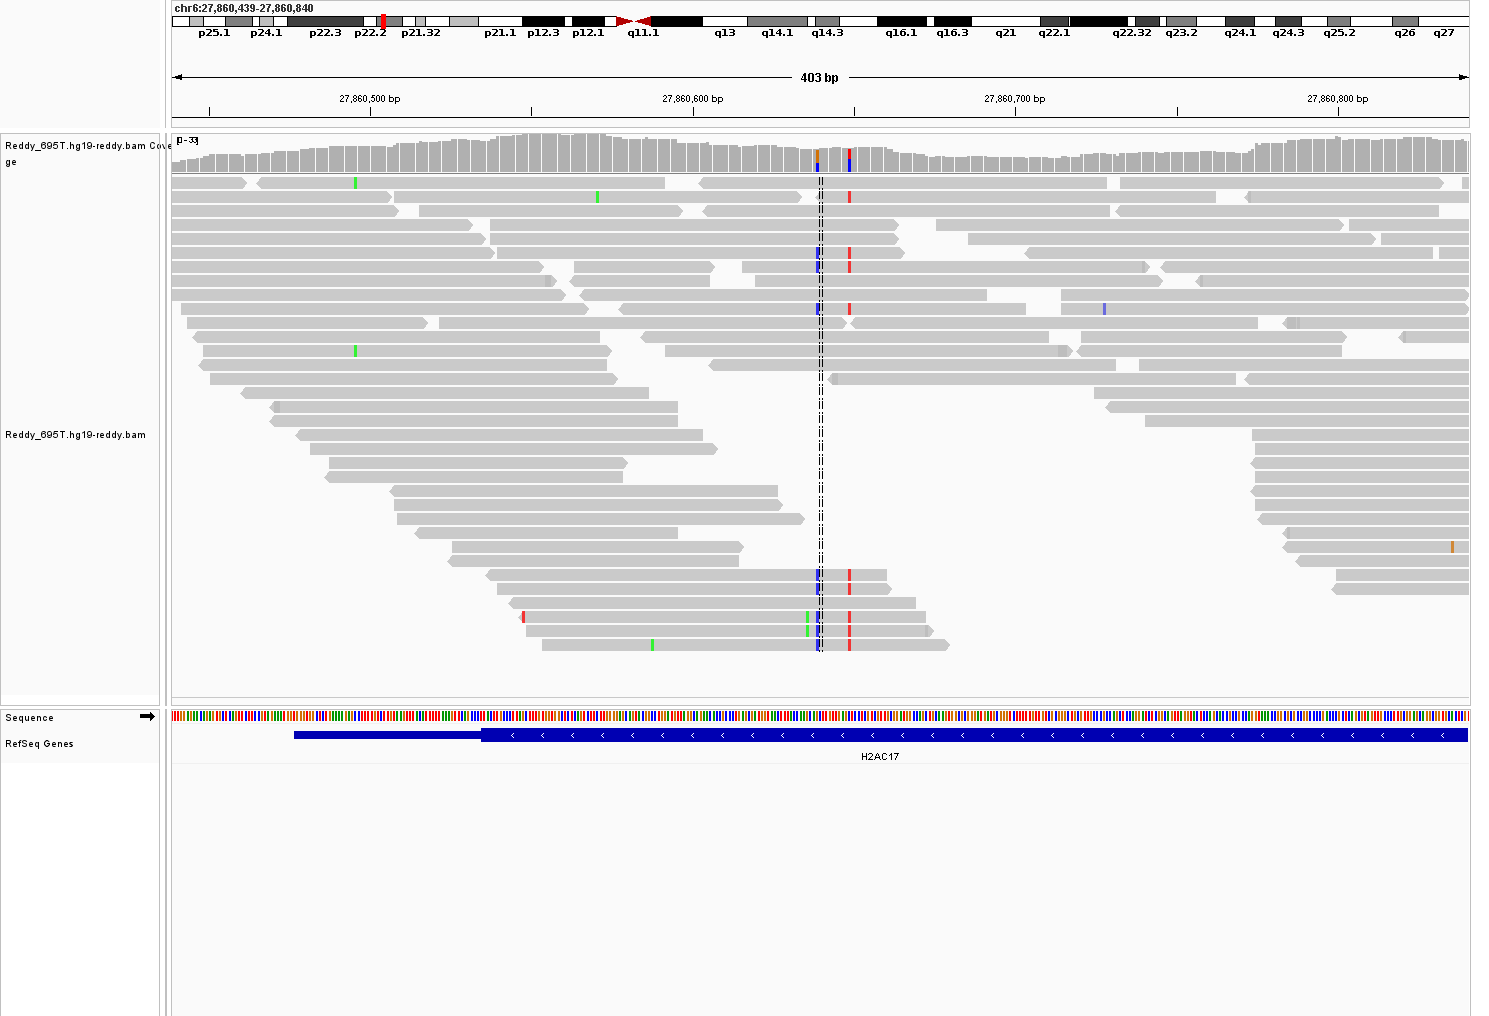 chr6:27,860,439-27,860,840
p25.1 p24.1 p22.3 p22.2 p21.32 p21.1 p12.3 p12.1 q11.1 q13 q14.1 q14.3 q16.1 q16.3 q21 q22.1 q22.32 q23.2 q24.1 q24.3 q25.2 q26 q27
403 bp
27,860,500 bp 27,860,600 bp 27,860,700 bp 27,860,800 bp
[0-33]
Reddy_695T.hg19-reddy.bam Cove
ge
Reddy_695T.hg19-reddy.bam
Sequence
RefSeq Genes
H2AC17